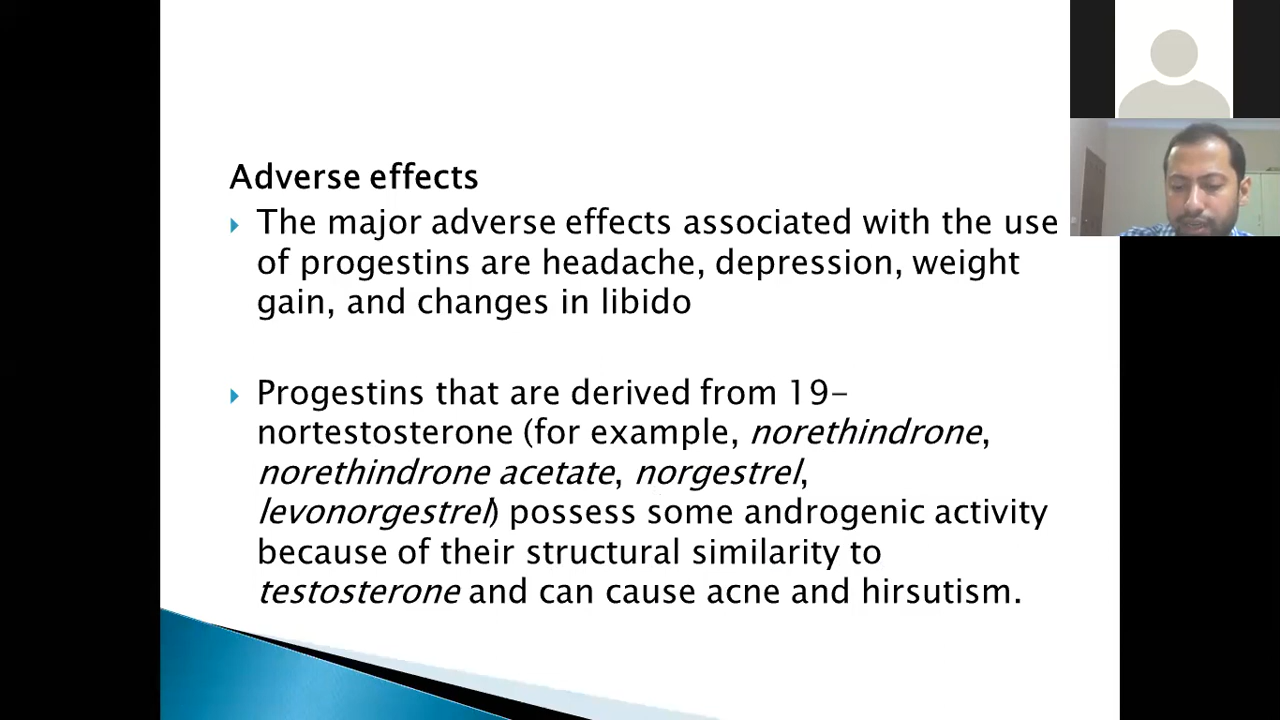 Adverse effects
The major adverse effects associated with the use
of progestins are headache, depression, weight
gain, and changes in libido
Progestins that are derived from 19-
nortestosterone (for example, norethindrone,
norethindrone acetate, norgestrel,
levonorgestrel) possess some androgenic activity
because of their structural similarity to
testosterone and can cause acne and hirsutism.